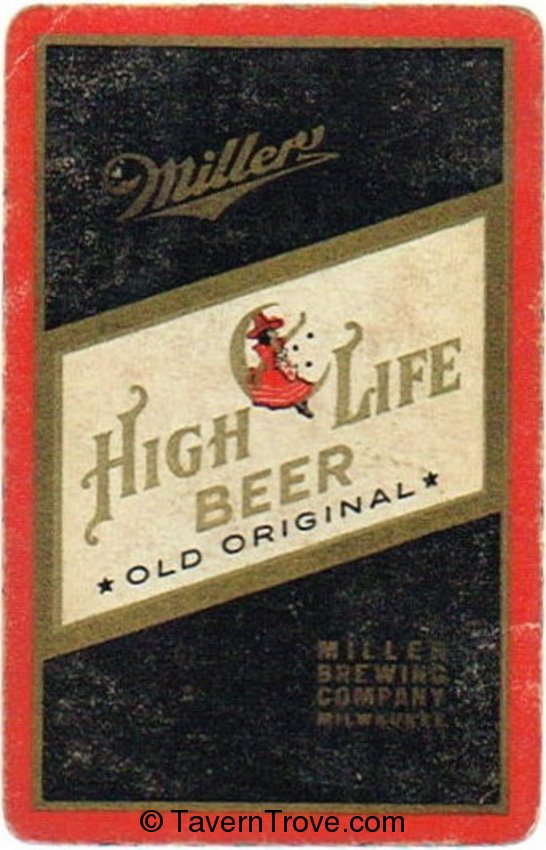 Miller
HIGH LIFE
BEER
★ OLD ORIGINAL ★
MILLER
BREWING
COMPANY
MILWAUKEE
© TavernTrove.com